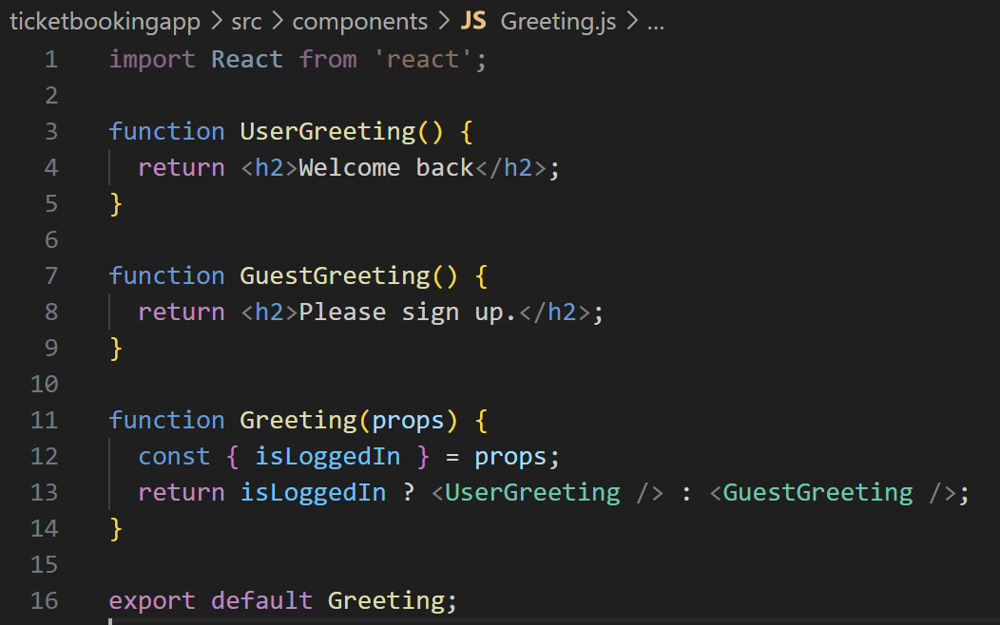 ticketbookingapp > src > components > JS Greeting.js > ...
1 import React from 'react';
2
3 function UserGreeting() {
4   return <h2>Welcome back</h2>;
5 }
6
7 function GuestGreeting() {
8   return <h2>Please sign up.</h2>;
9 }
10
11 function Greeting(props) {
12   const { isLoggedIn } = props;
13   return isLoggedIn ? <UserGreeting /> : <GuestGreeting />;
14 }
15
16 export default Greeting;